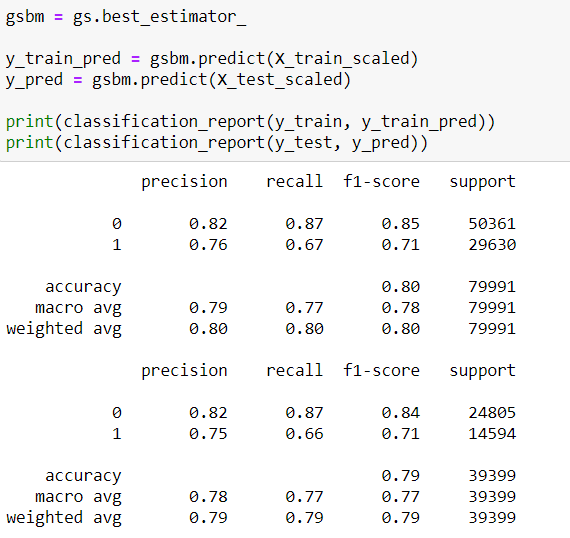 gsbm = gs.best_estimator_
y_train_pred = gsbm.predict(X_train_scaled)
y_pred = gsbm.predict(X_test_scaled)
print(classification_report(y_train, y_train_pred))
print(classification_report(y_test, y_pred))
precision recall f1-score support
0 0.82 0.87 0.85 50361
1 0.76 0.67 0.71 29630
accuracy 0.80 79991
macro avg 0.79 0.77 0.78 79991
weighted avg 0.80 0.80 0.80 79991
precision recall f1-score support
0 0.82 0.87 0.84 24805
1 0.75 0.66 0.71 14594
accuracy 0.79 39399
macro avg 0.78 0.77 0.77 39399
weighted avg 0.79 0.79 0.79 39399